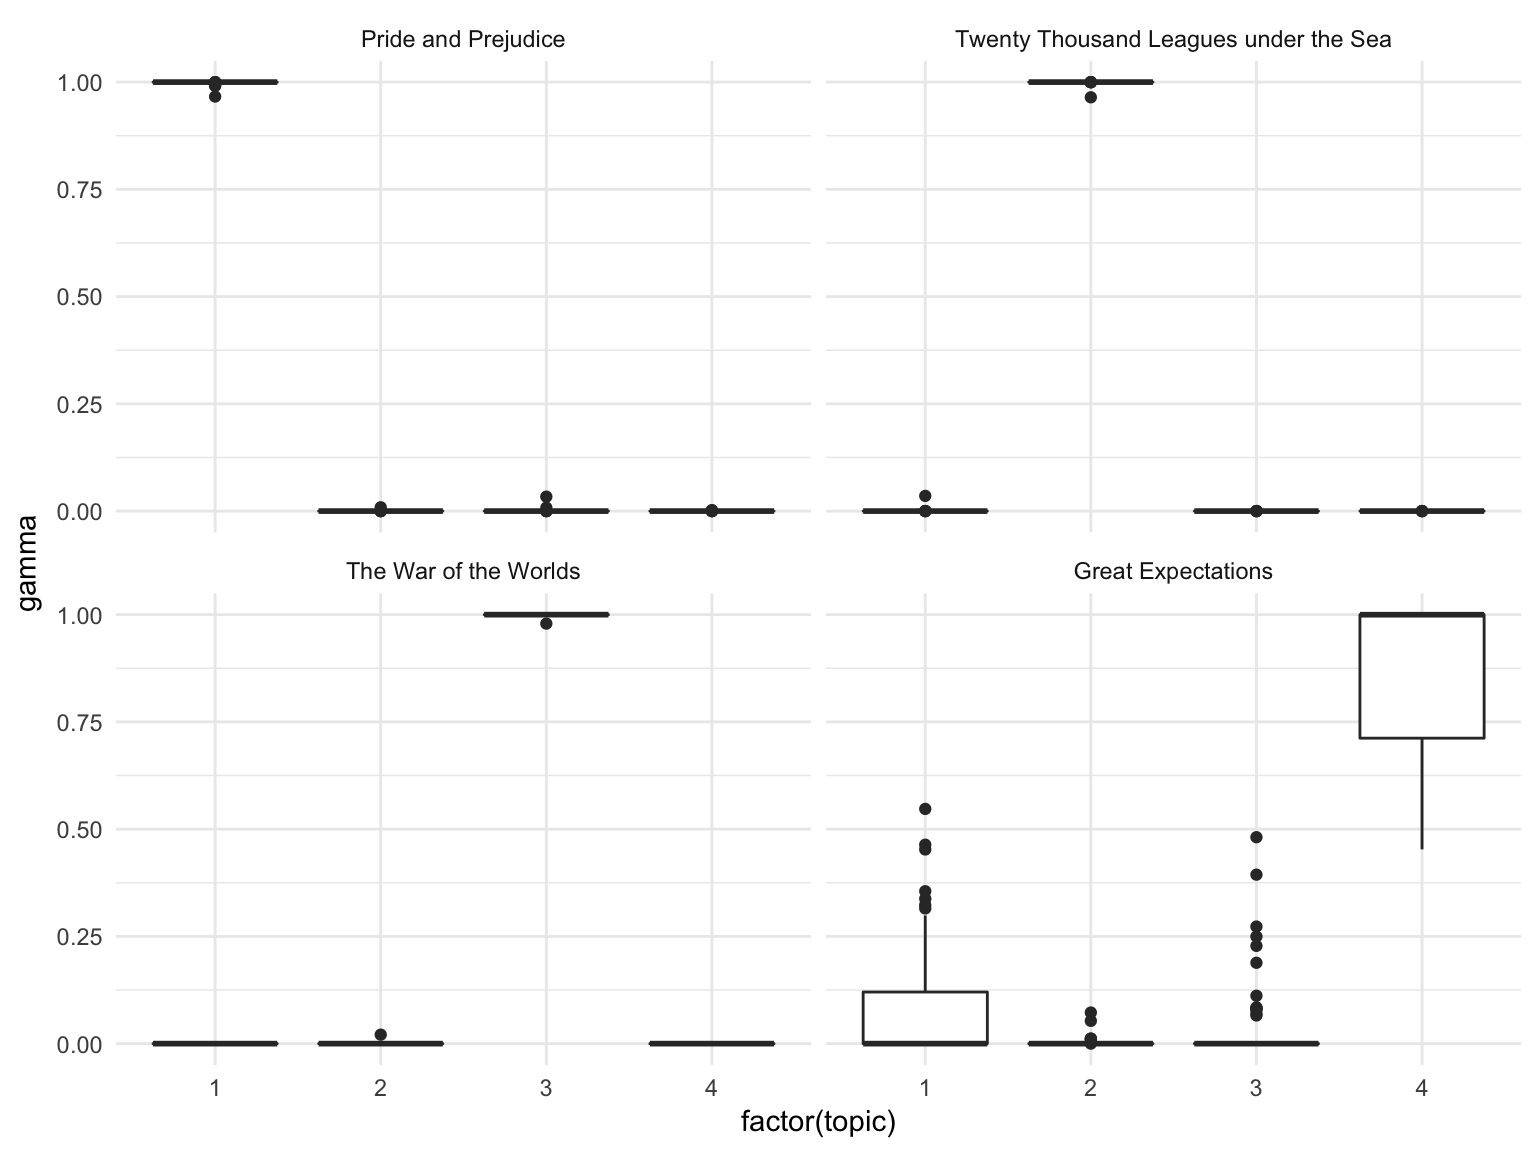 Pride and Prejudice
Twenty Thousand Leagues under the Sea
1.00
0.75
0.50
0.25
0.00
The War of the Worlds
Great Expectations
1.00
0.75
0.50
0.25
0.00
1 2 3 4
1 2 3 4
factor(topic)
gamma